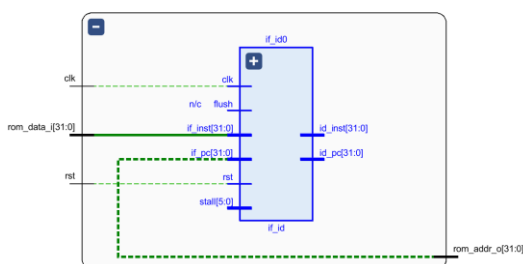 if_id0
clk
clk
n/c flush
rom_data_i[31:0]
if_inst[31:0]
id_inst[31:0]
if_pc[31:0]
id_pc[31:0]
rst
rst
stall[5:0]
if_id
rom_addr_o[31:0]